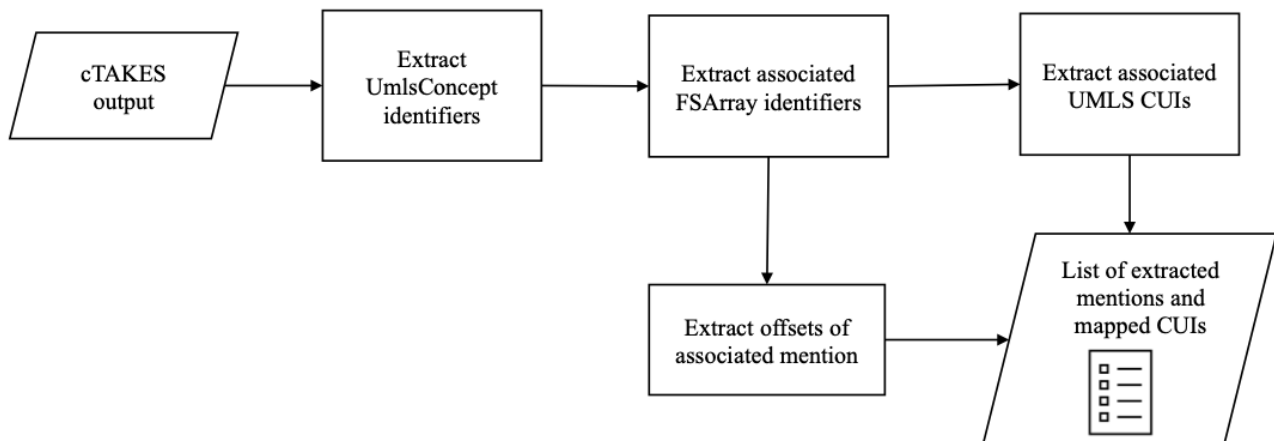 cTAKES
output
Extract
UmlsConcept
identifiers
Extract associated
FSArray identifiers
Extract associated
UMLS CUIs
Extract offsets of
associated mention
List of extracted
mentions and
mapped CUIs